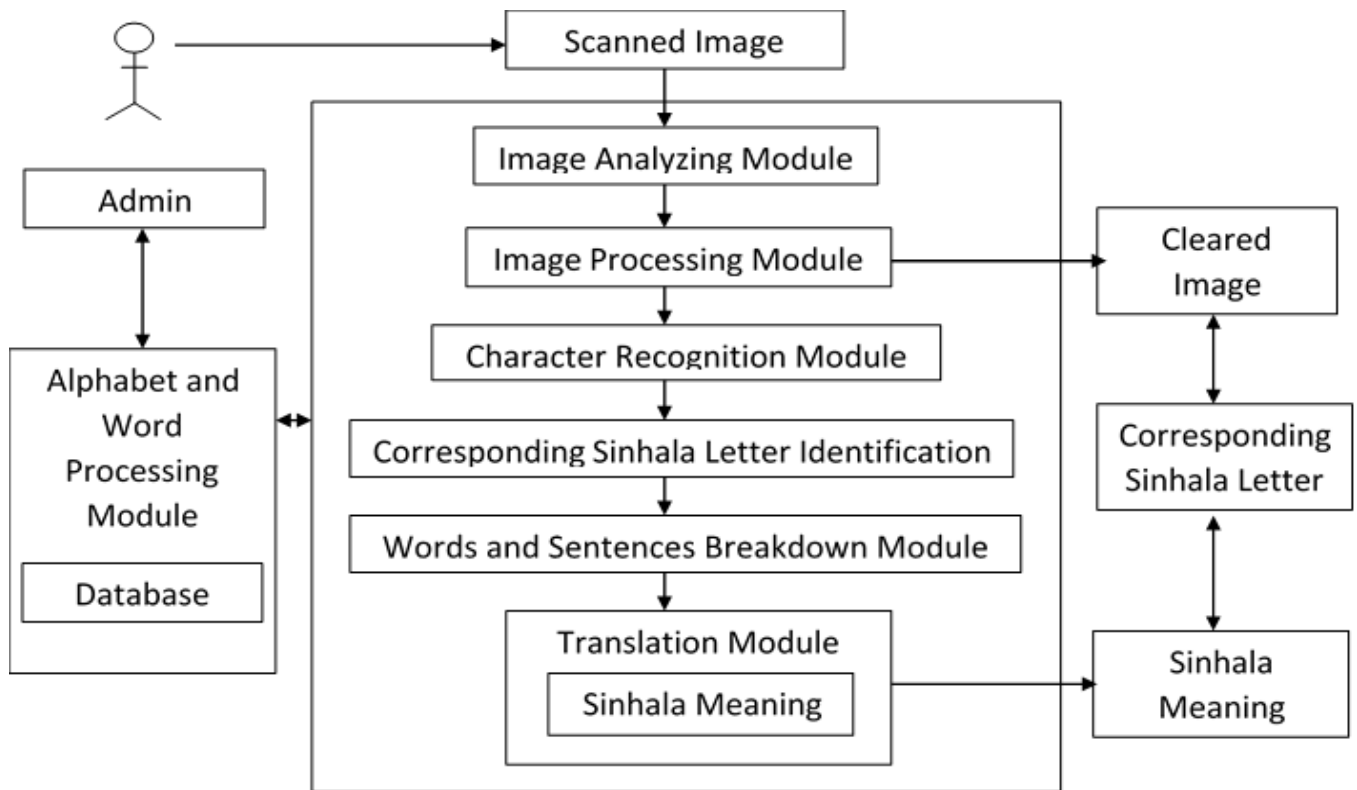 Scanned Image
Image Analyzing Module
Admin
Image Processing Module
Cleared
Image
Character Recognition Module
Alphabet and
Word
Processing
Module
Corresponding Sinhala Letter Identification
Corresponding
Sinhala Letter
Words and Sentences Breakdown Module
Database
Translation Module
Sinhala Meaning
Sinhala
Meaning